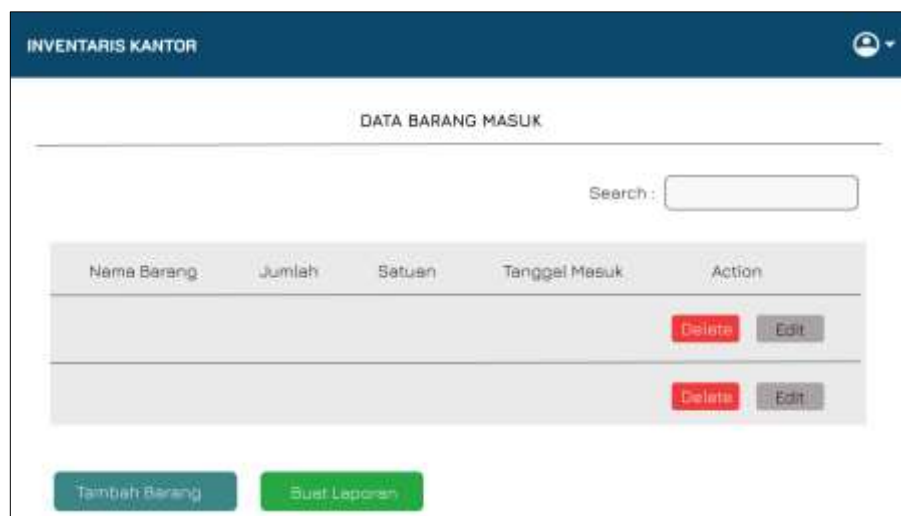 INVENTARIS KANTOR
DATA BARANG MASUK
Search :
Nama Barang Jumlah Satuan Tanggal Masuk Action
Delete Edit
Delete Edit
Tambah Barang Buat Laporan